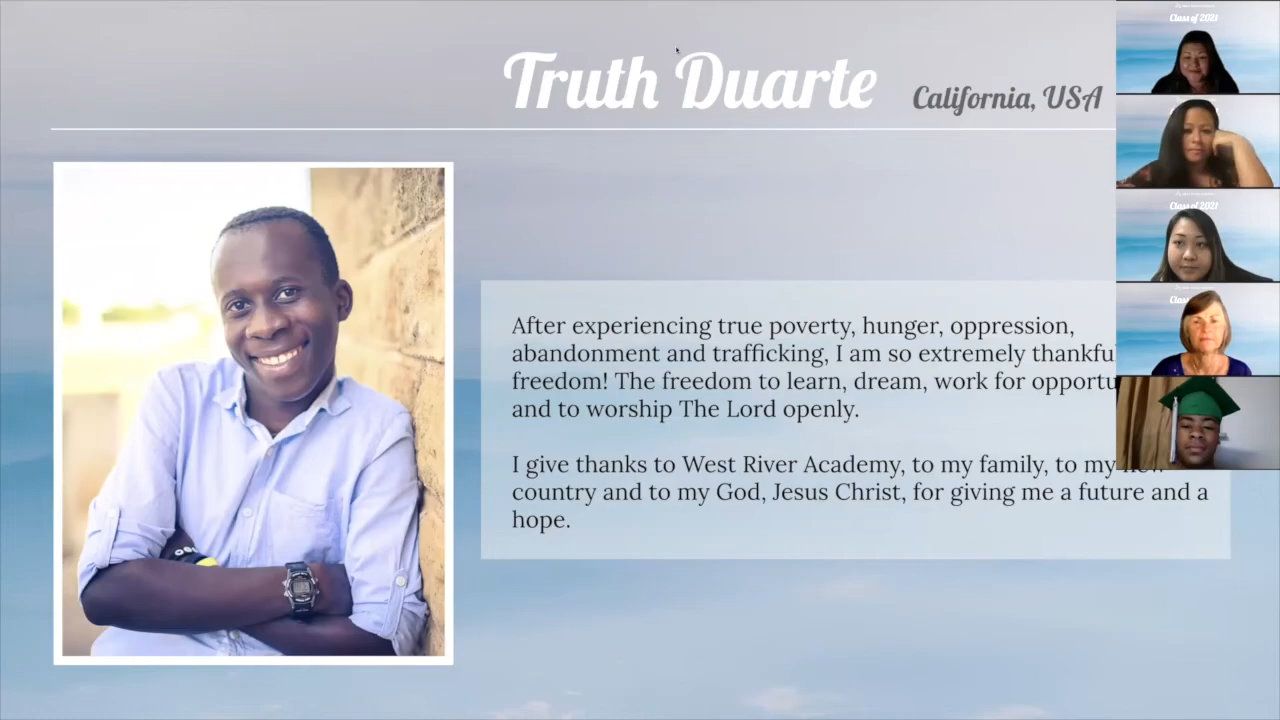 Truth Duarte
California, USA
Class of 2021
After experiencing true poverty, hunger, oppression,
abandonment and trafficking, I am so extremely thankful
freedom! The freedom to learn, dream, work for
and to worship The Lord openly.
I give thanks to West River Academy, to my family, to my new
country and to my God, Jesus Christ, for giving me a future and a
hope.
Class of 2021